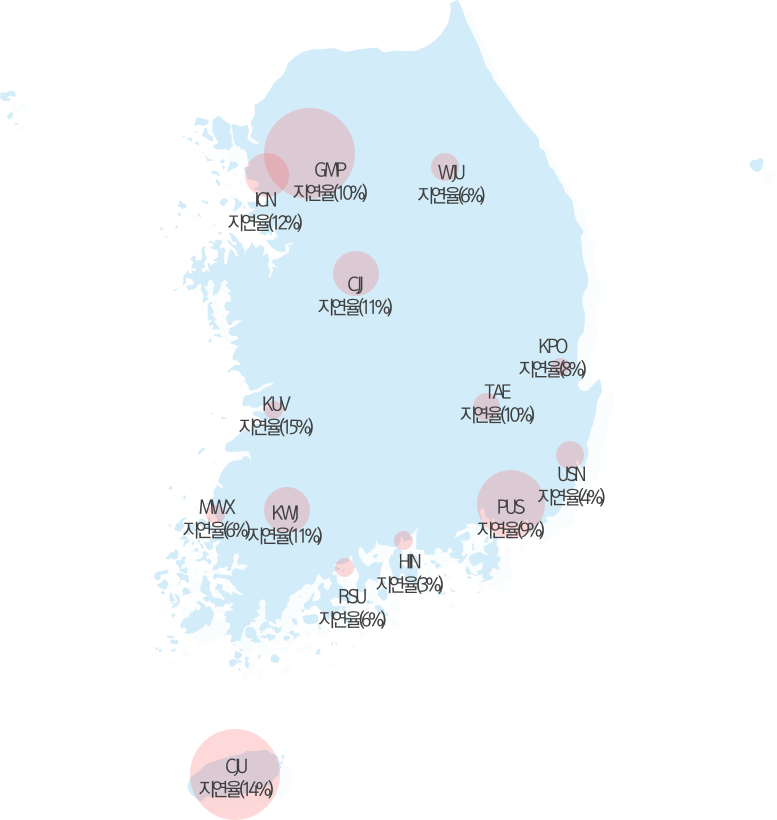 GMP
지연율(10%)
WJU
지연율(6%)
ICN
지연율(12%)
CJJ
지연율(11%)
KPO
지연율(8%)
TAE
지연율(10%)
KUV
지연율(15%)
USN
지연율(4%)
MWX
지연율(6%)
KWJ
지연율(11%)
PUS
지연율(9%)
HIN
지연율(3%)
RSU
지연율(6%)
CJU
지연율(14%)